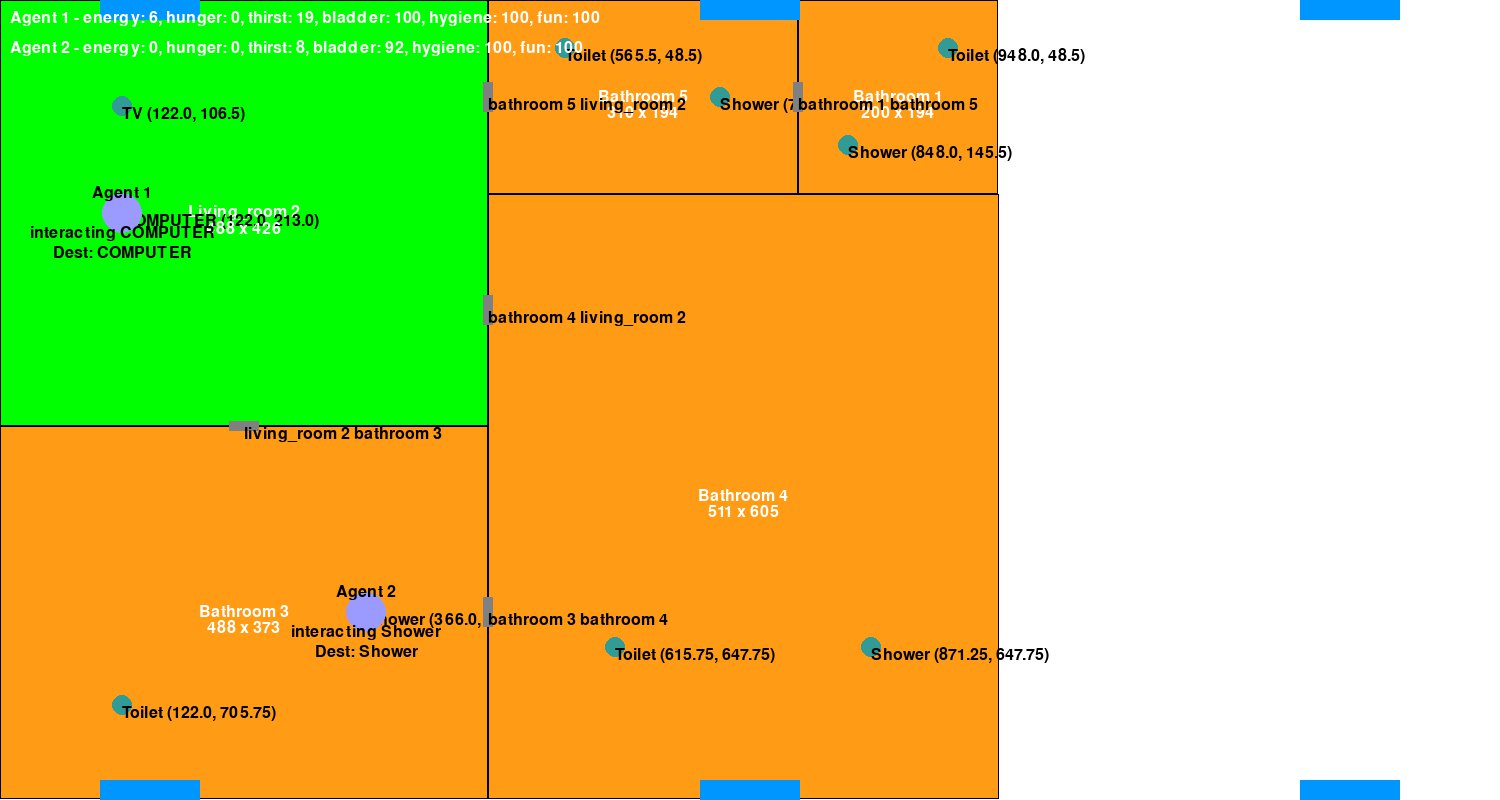 Agent 1 - energy: 6, hunger: 0, thirst: 19, bladder: 100, hygiene: 100, fun: 100
Agent 2 - energy: 0, hunger: 0, thirst: 8, bladder: 92, hygiene: 100, fun: 100
Toilet (565.5, 48.5)
Toilet (948.0, 48.5)
TV (122.0, 106.5)
bathroom 5 living_room 2
Bathroom 5
310 x 194
Shower (7
bathroom 1 bathroom 5
Bathroom 1
200 x 194
Shower (848.0, 145.5)
Agent 1
Living_room 2
488 x 426
OMPUTER (122.0, 213.0)
interacting COMPUTER
Dest: COMPUTER
bathroom 4 living_room 2
living_room 2 bathroom 3
Bathroom 4
511 x 605
Agent 2
Bathroom 3
488 x 373
ower (366.0,
bathroom 3 bathroom 4
interacting Shower
Dest: Shower
Toilet (615.75, 647.75)
Shower (871.25, 647.75)
Toilet (122.0, 705.75)